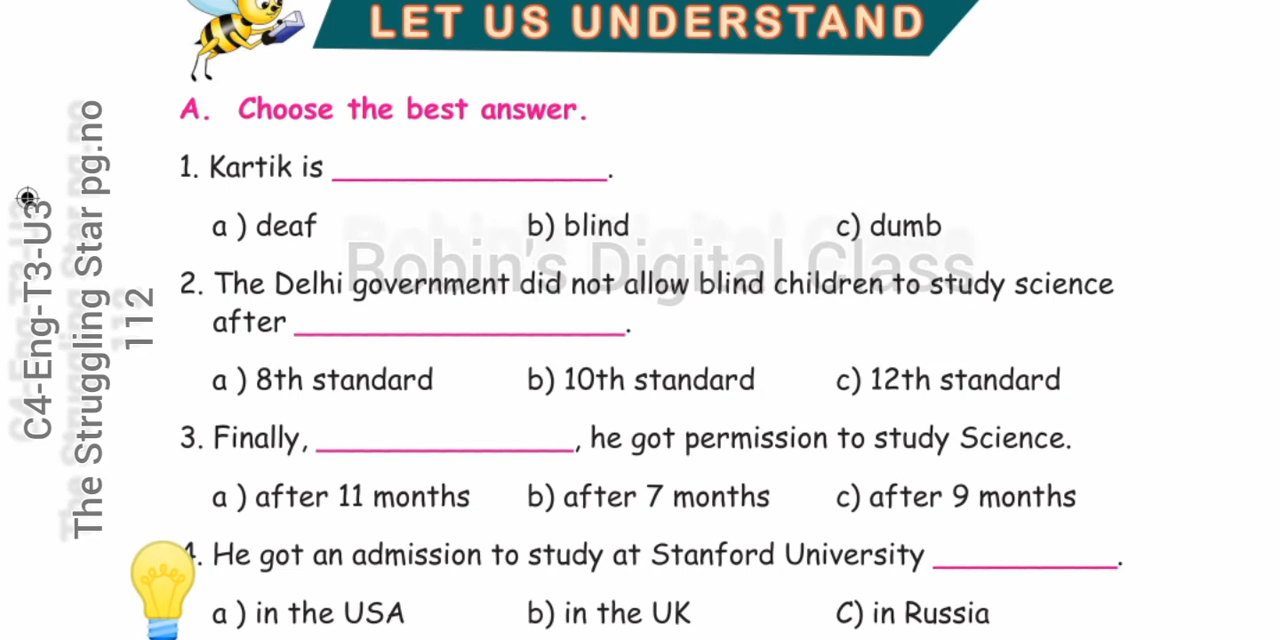 LET US UNDERSTAND
A. Choose the best answer.
1. Kartik is ____________________.
a ) deaf b) blind c) dumb
Robin's Digital Class
2. The Delhi government did not allow blind children to study science
after ________________________.
a ) 8th standard b) 10th standard c) 12th standard
3. Finally, ___________________, he got permission to study Science.
a ) after 11 months b) after 7 months c) after 9 months
4. He got an admission to study at Stanford University _____________.
a ) in the USA b) in the UK C) in Russia
C4-Eng-T3-U3
The Struggling Star pg.no
112